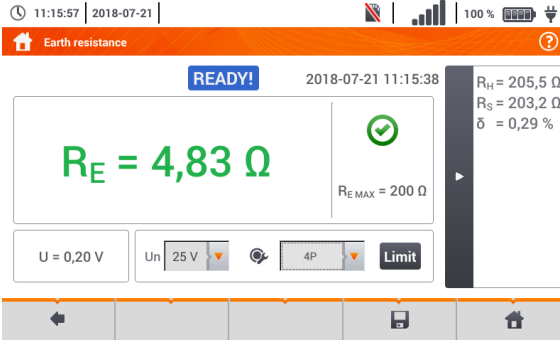 11:15:57 2018-07-21 100 %
Earth resistance ?
READY! 2018-07-21 11:15:38
RE = 4,83 Ω
RE MAX = 200 Ω
RH = 205,5 Ω
RS = 203,2 Ω
δ = 0,29 %
U = 0,20 V
Un 25 V 4P Limit